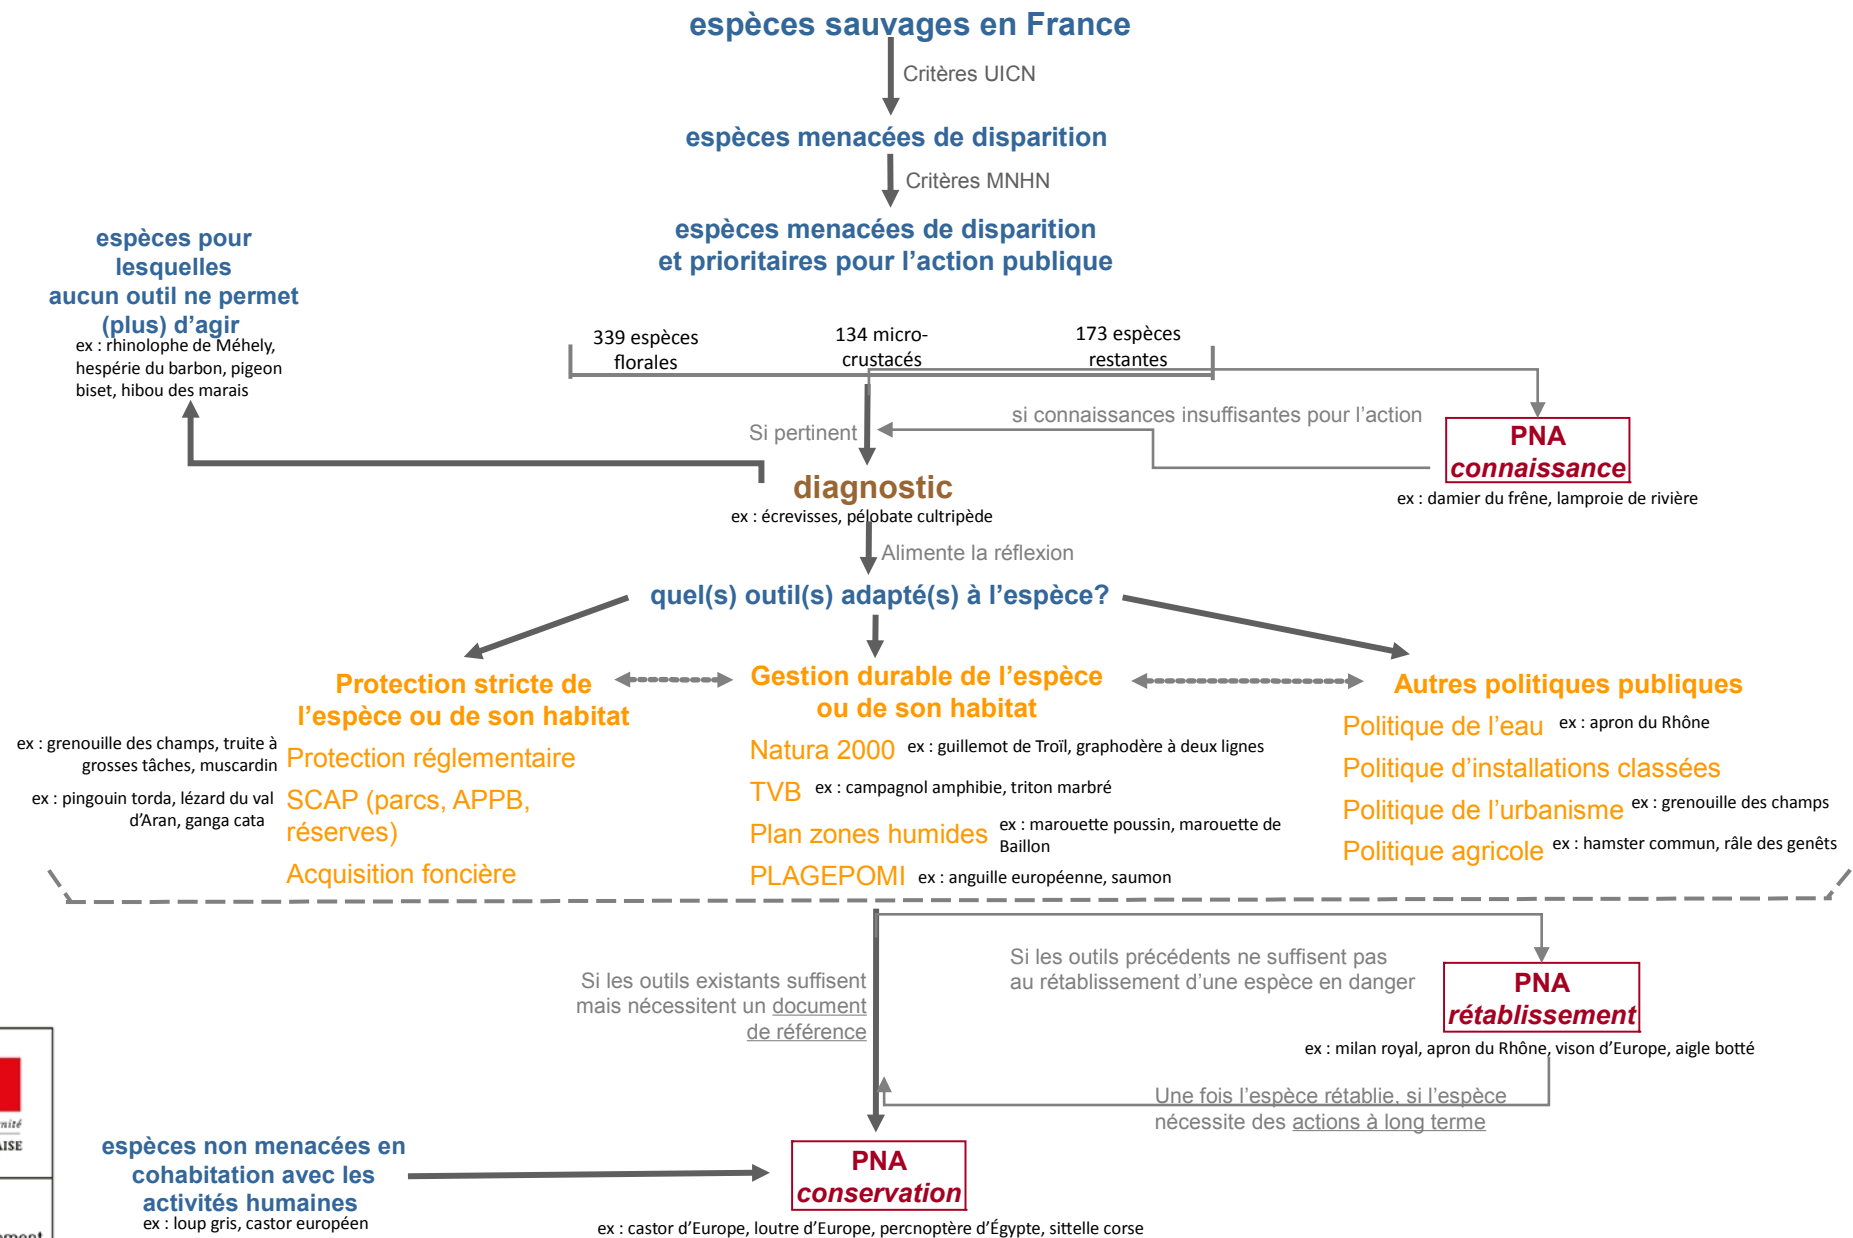 espèces sauvages en France
Critères UICN
espèces menacées de disparition
Critères MNHN
espèces menacées de disparition
et prioritaires pour l'action publique
espèces pour
lesquelles
aucun outil ne permet
(plus) d'agir
ex : rhinolophe de Méhely,
hespérie du barbon, pigeon
biset, hibou des marais
339 espèces
florales
134 micro-
crustacés
173 espèces
restantes
si connaissances insuffisantes pour l'action
Si pertinent
PNA
connaissance
ex : damier du frêne, lamproie de rivière
diagnostic
ex : écrevisses, pélobate cultripède
Alimente la réflexion
quel(s) outil(s) adapté(s) à l'espèce?
Protection stricte de
l'espèce ou de son habitat
ex : grenouille des champs, truite à
grosses tâches, muscardin
Protection réglementaire
ex : pingouin torda, lézard du val
d'Aran, ganga cata
SCAP (parcs, APPB,
réserves)
Acquisition foncière
Gestion durable de l'espèce
ou de son habitat
Natura 2000 ex : guillemot de Troïl, graphodère à deux lignes
TVB ex : campagnol amphibie, triton marbré
Plan zones humides ex : marouette poussin, marouette de
Baillon
PLAGEPOMI ex : anguille européenne, saumon
Autres politiques publiques
Politique de l'eau ex : apron du Rhône
Politique d'installations classées
Politique de l'urbanisme ex : grenouille des champs
Politique agricole ex : hamster commun, râle des genêts
Si les outils existants suffisent
mais nécessitent un document
de référence
Si les outils précédents ne suffisent pas
au rétablissement d'une espèce en danger
PNA
rétablissement
ex : milan royal, apron du Rhône, vison d'Europe, aigle botté
Une fois l'espèce rétablie, si l'espèce
nécessite des actions à long terme
espèces non menacées en
cohabitation avec les
activités humaines
ex : loup gris, castor européen
PNA
conservation
ex : castor d'Europe, loutre d'Europe, percnoptère d'Égypte, sittelle corse